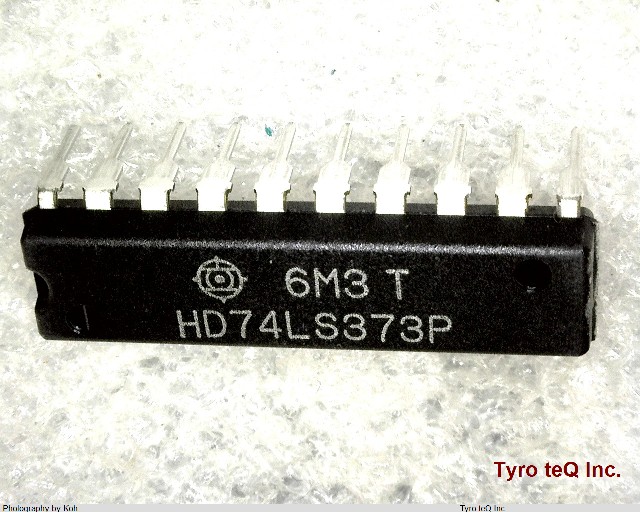 6M3 T
HD74LS373P
Tyro teQ Inc.
Photography by Koh
Tyro teQ Inc